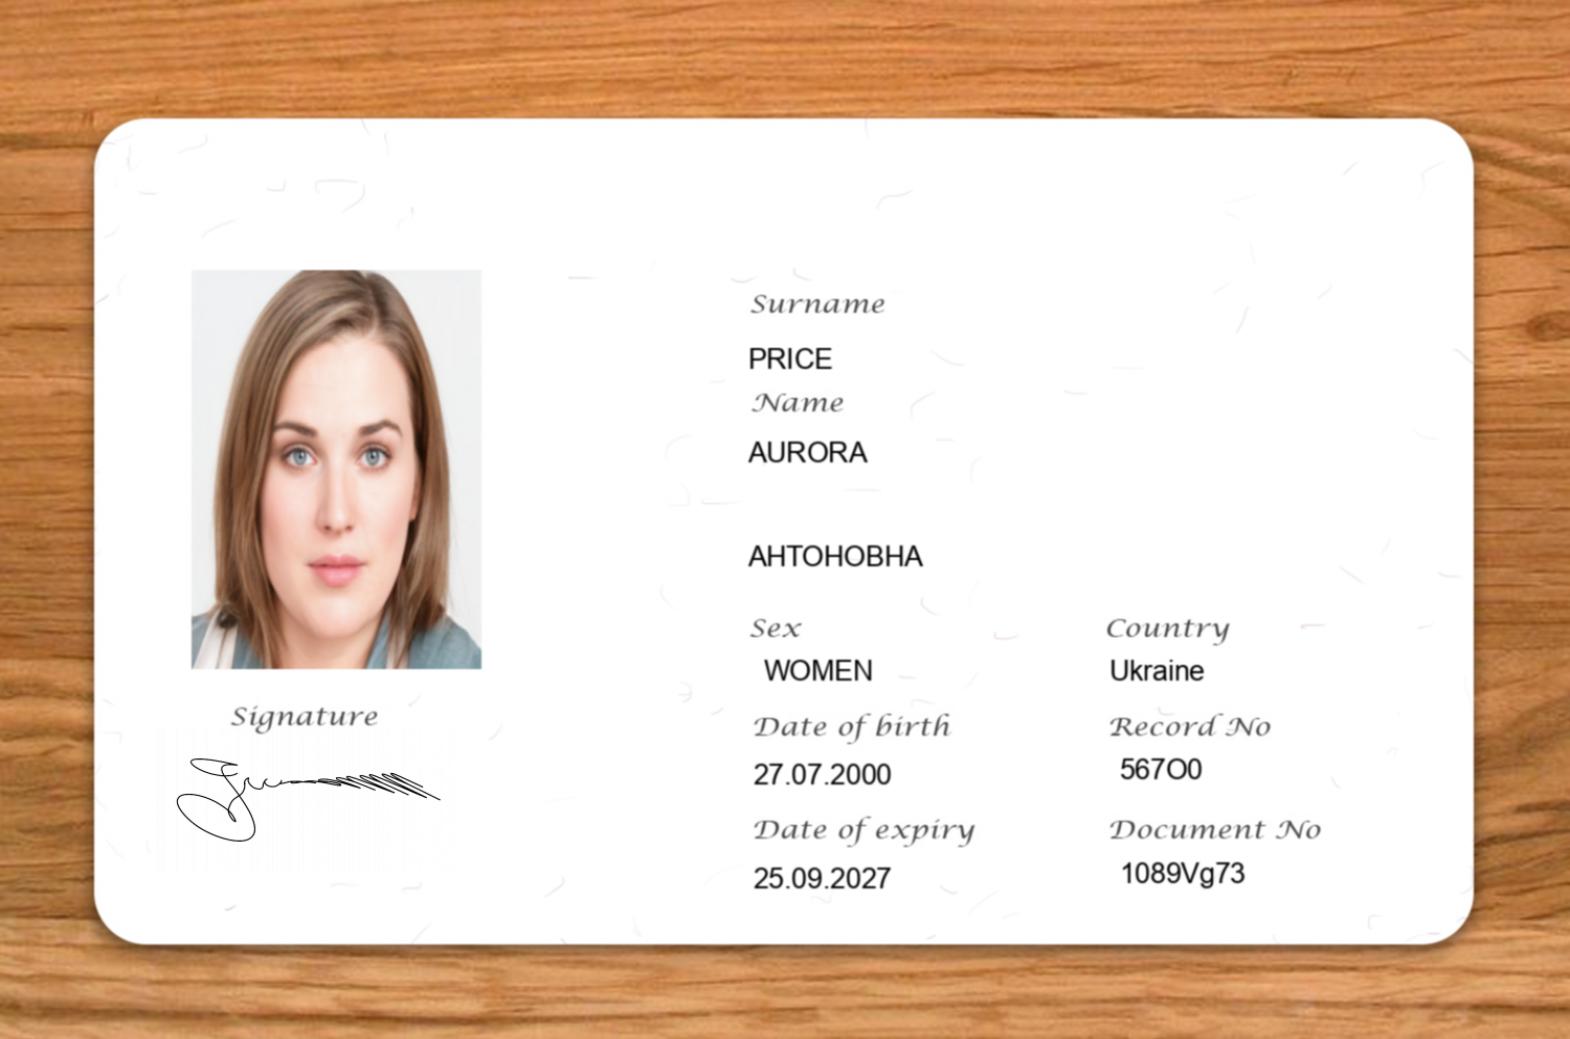 Surname
PRICE
Name
AURORA
AHTOHOBHA
Sex
WOMEN
Country
Ukraine
Date of birth
27.07.2000
Record No
567O0
Date of expiry
25.09.2027
Document No
1089Vg73
Signature